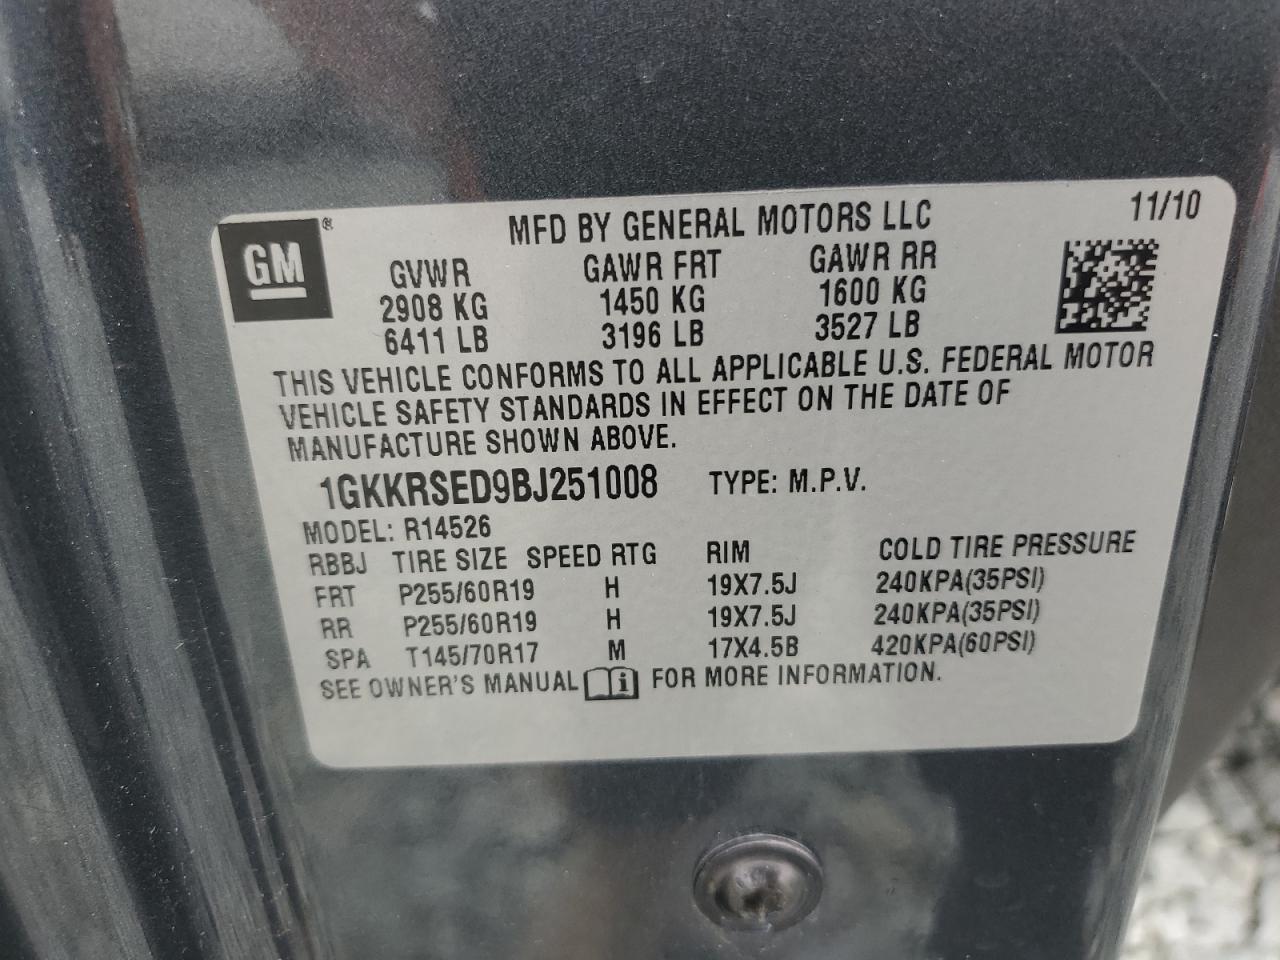 GM ®
MFD BY GENERAL MOTORS LLC 11/10
GVWR GAWR FRT GAWR RR
2908 KG 1450 KG 1600 KG
6411 LB 3196 LB 3527 LB
THIS VEHICLE CONFORMS TO ALL APPLICABLE U.S. FEDERAL MOTOR
VEHICLE SAFETY STANDARDS IN EFFECT ON THE DATE OF
MANUFACTURE SHOWN ABOVE.
1GKKRSED9BJ251008 TYPE: M.P.V.
MODEL: R14526
RBBJ TIRE SIZE SPEED RTG RIM COLD TIRE PRESSURE
FRT P255/60R19 H 19X7.5J 240KPA(35PSI)
RR P255/60R19 H 19X7.5J 240KPA(35PSI)
SPA T145/70R17 M 17X4.5B 420KPA(60PSI)
SEE OWNER'S MANUAL i FOR MORE INFORMATION.